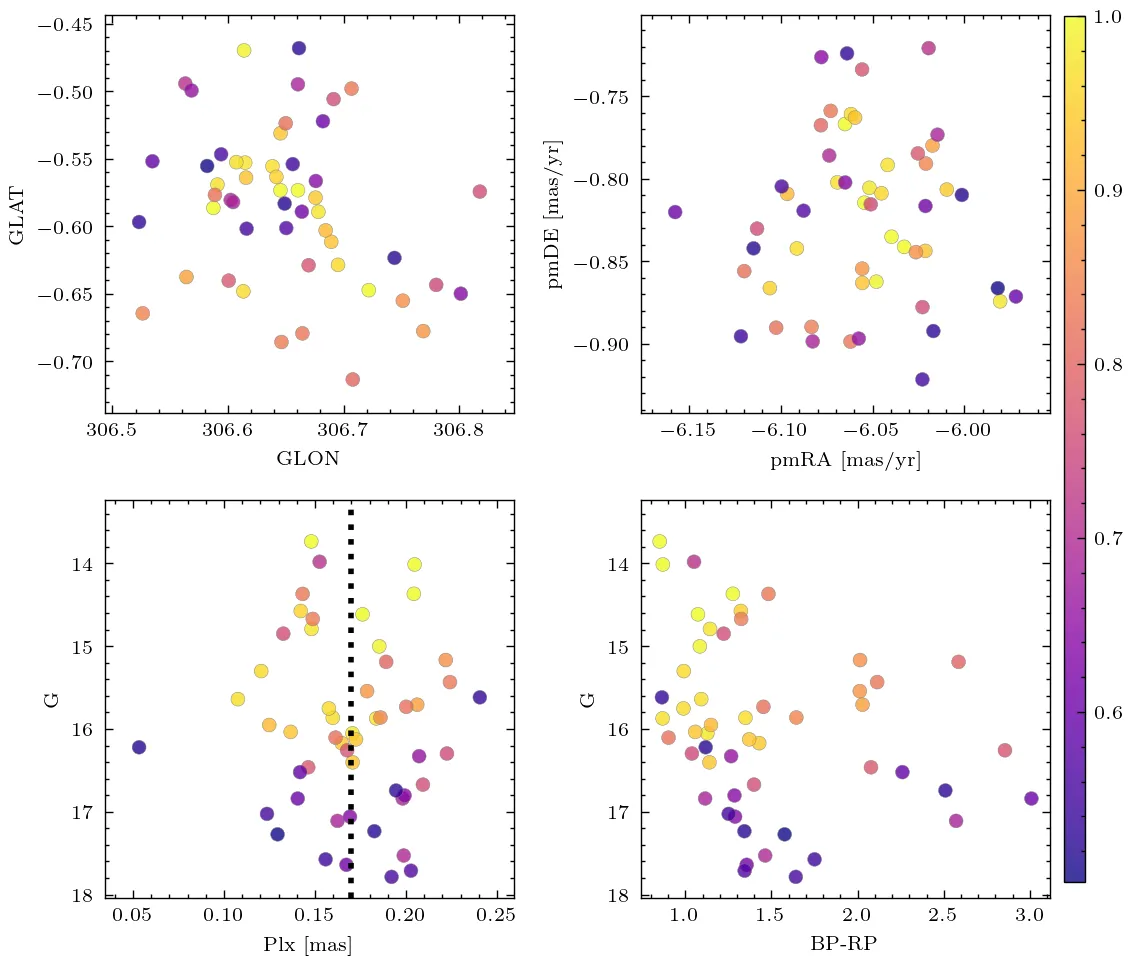 −0.45
−0.50
−0.55
−0.60
−0.65
−0.70
GLAT
306.5 306.6 306.7 306.8
GLON
−0.75
−0.80
−0.85
−0.90
pmDE [mas/yr]
−6.15 −6.10 −6.05 −6.00
pmRA [mas/yr]
1.0
0.9
0.8
0.7
0.6
14
15
16
17
18
G
0.05 0.10 0.15 0.20 0.25
Plx [mas]
14
15
16
17
18
G
1.0 1.5 2.0 2.5 3.0
BP-RP